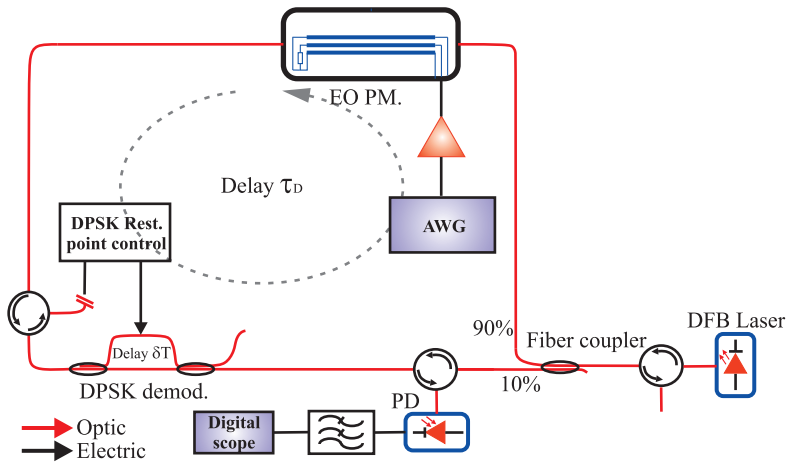 EO PM.
Delay τD
DPSK Rest.
point control
AWG
90%
Fiber coupler
DFB Laser
Delay δT
10%
DPSK demod.
PD
Optic
Electric
Digital
scope